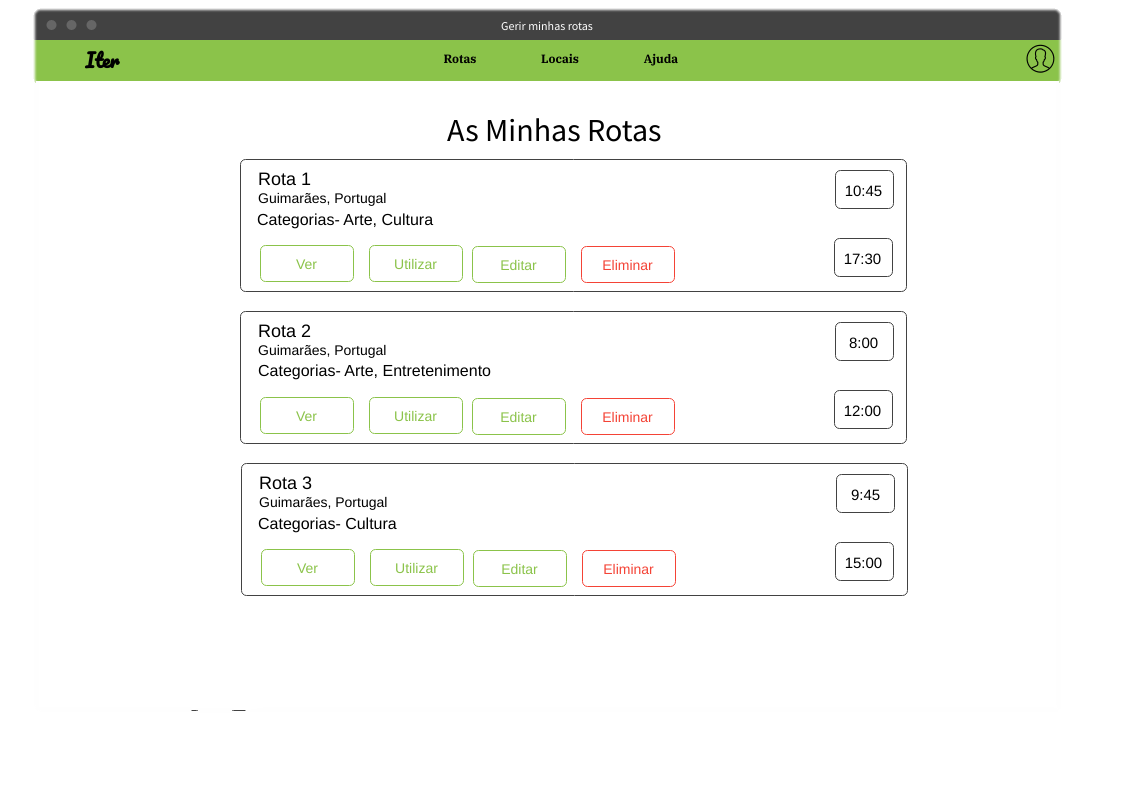 Gerir minhas rotas
Iter
Rotas Locais Ajuda
As Minhas Rotas
Rota 1
10:45
Guimarães, Portugal
Categorias- Arte, Cultura
17:30
Ver Utilizar Editar Eliminar
Rota 2
8:00
Guimarães, Portugal
Categorias- Arte, Entretenimento
12:00
Ver Utilizar Editar Eliminar
Rota 3
9:45
Guimarães, Portugal
Categorias- Cultura
15:00
Ver Utilizar Editar Eliminar